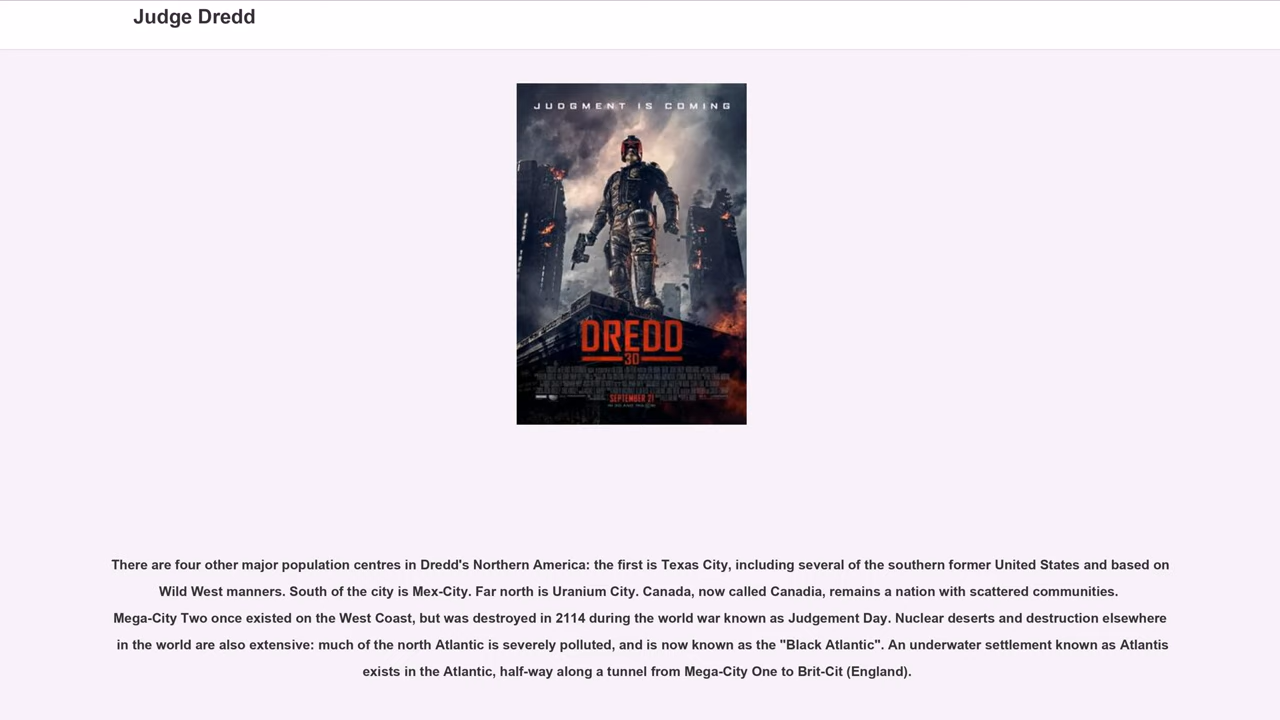 Judge Dredd
JUDGMENT IS COMING
DREDD
3D
SEPTEMBER 21
There are four other major population centres in Dredd's Northern America: the first is Texas City, including several of the southern former United States and based on
Wild West manners. South of the city is Mex-City. Far north is Uranium City. Canada, now called Canadia, remains a nation with scattered communities.
Mega-City Two once existed on the West Coast, but was destroyed in 2114 during the world war known as Judgement Day. Nuclear deserts and destruction elsewhere
in the world are also extensive: much of the north Atlantic is severely polluted, and is now known as the "Black Atlantic". An underwater settlement known as Atlantis
exists in the Atlantic, half-way along a tunnel from Mega-City One to Brit-Cit (England).